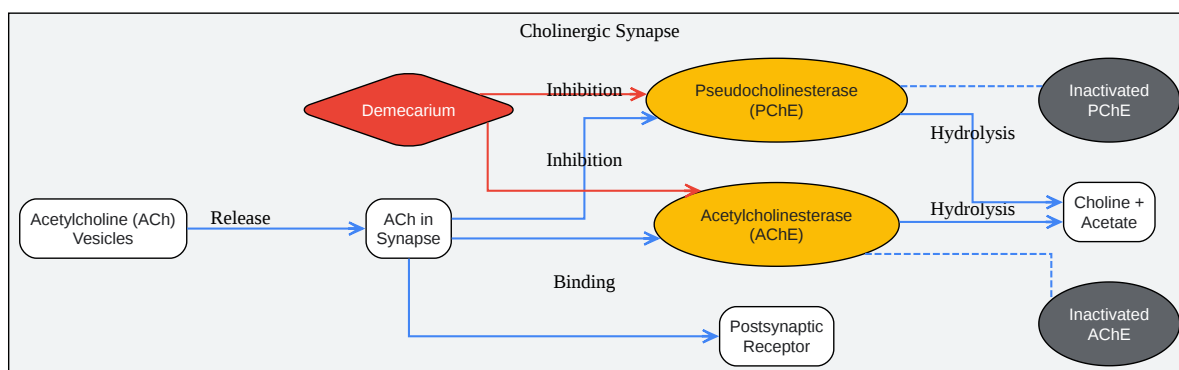 Cholinergic Synapse
Demecarium
Inhibition
Pseudocholinesterase
(PChE)
Inactivated
PChE
Hydrolysis
Inhibition
Acetylcholine (ACh)
Vesicles
Release
ACh in
Synapse
Acetylcholinesterase
(AChE)
Hydrolysis
Choline +
Acetate
Binding
Postsynaptic
Receptor
Inactivated
AChE